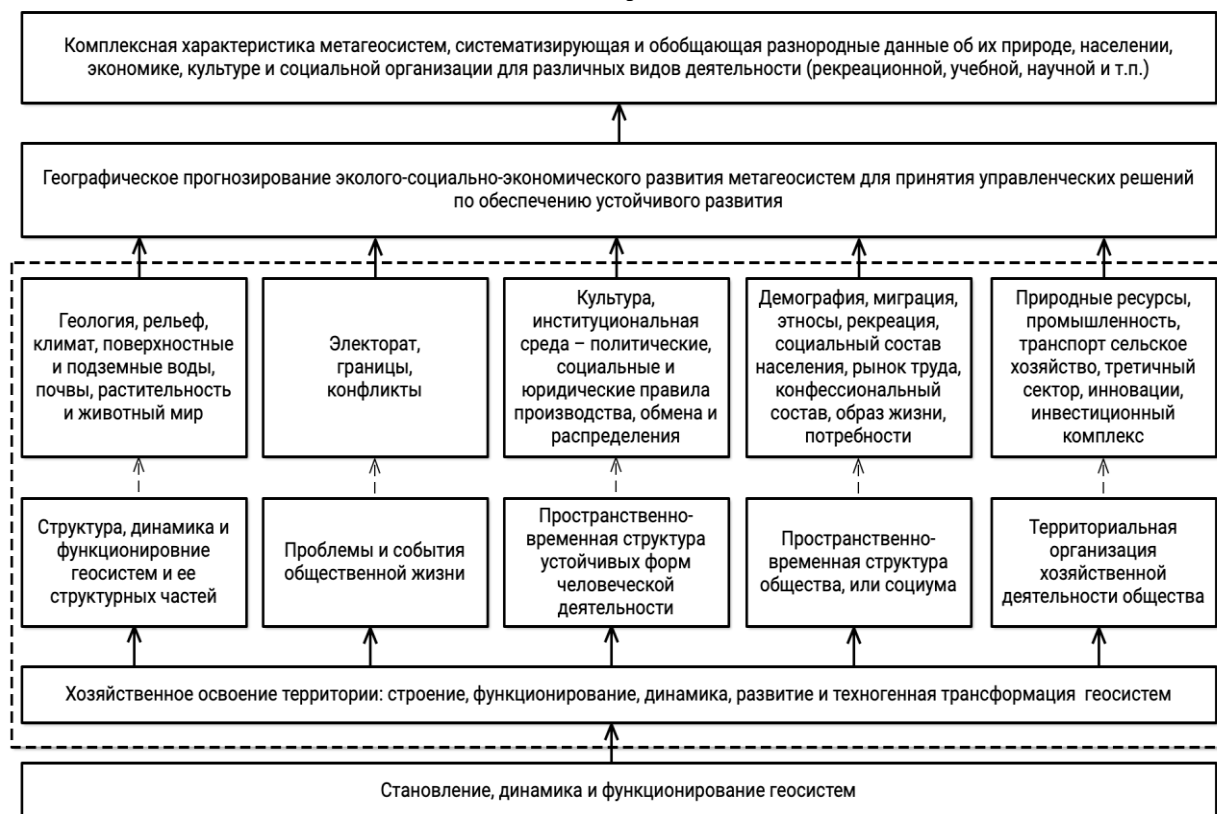 Комплексная характеристика метагеосистем, систематизирующая и обобщающая разнородные данные об их природе, населении,
экономике, культуре и социальной организации для различных видов деятельности (рекреационной, учебной, научной и т.п.)
Географическое прогнозирование эколого-социально-экономического развития метагеосистем для принятия управленческих решений
по обеспечению устойчивого развития
Геология, рельеф,
климат, поверхностные
и подземные воды,
почвы, растительность
и животный мир
Электорат,
границы,
конфликты
Культура,
институциональная
среда – политические,
социальные и
юридические правила
производства, обмена и
распределения
Демография, миграция,
этносы, рекреация,
социальный состав
населения, рынок труда,
конфессиональный
состав, образ жизни,
потребности
Природные ресурсы,
промышленность,
транспорт сельское
хозяйство, третичный
сектор, инновации,
инвестиционный
комплекс
Структура, динамика и
функционировние
геосистем и ее
структурных частей
Проблемы и события
общественной жизни
Пространственно-
временная структура
устойчивых форм
человеческой
деятельности
Пространственно-
временная структура
общества, или социума
Территориальная
организация
хозяйственной
деятельности общества
Хозяйственное освоение территории: строение, функционирование, динамика, развитие и техногенная трансформация геосистем
Становление, динамика и функционирование геосистем